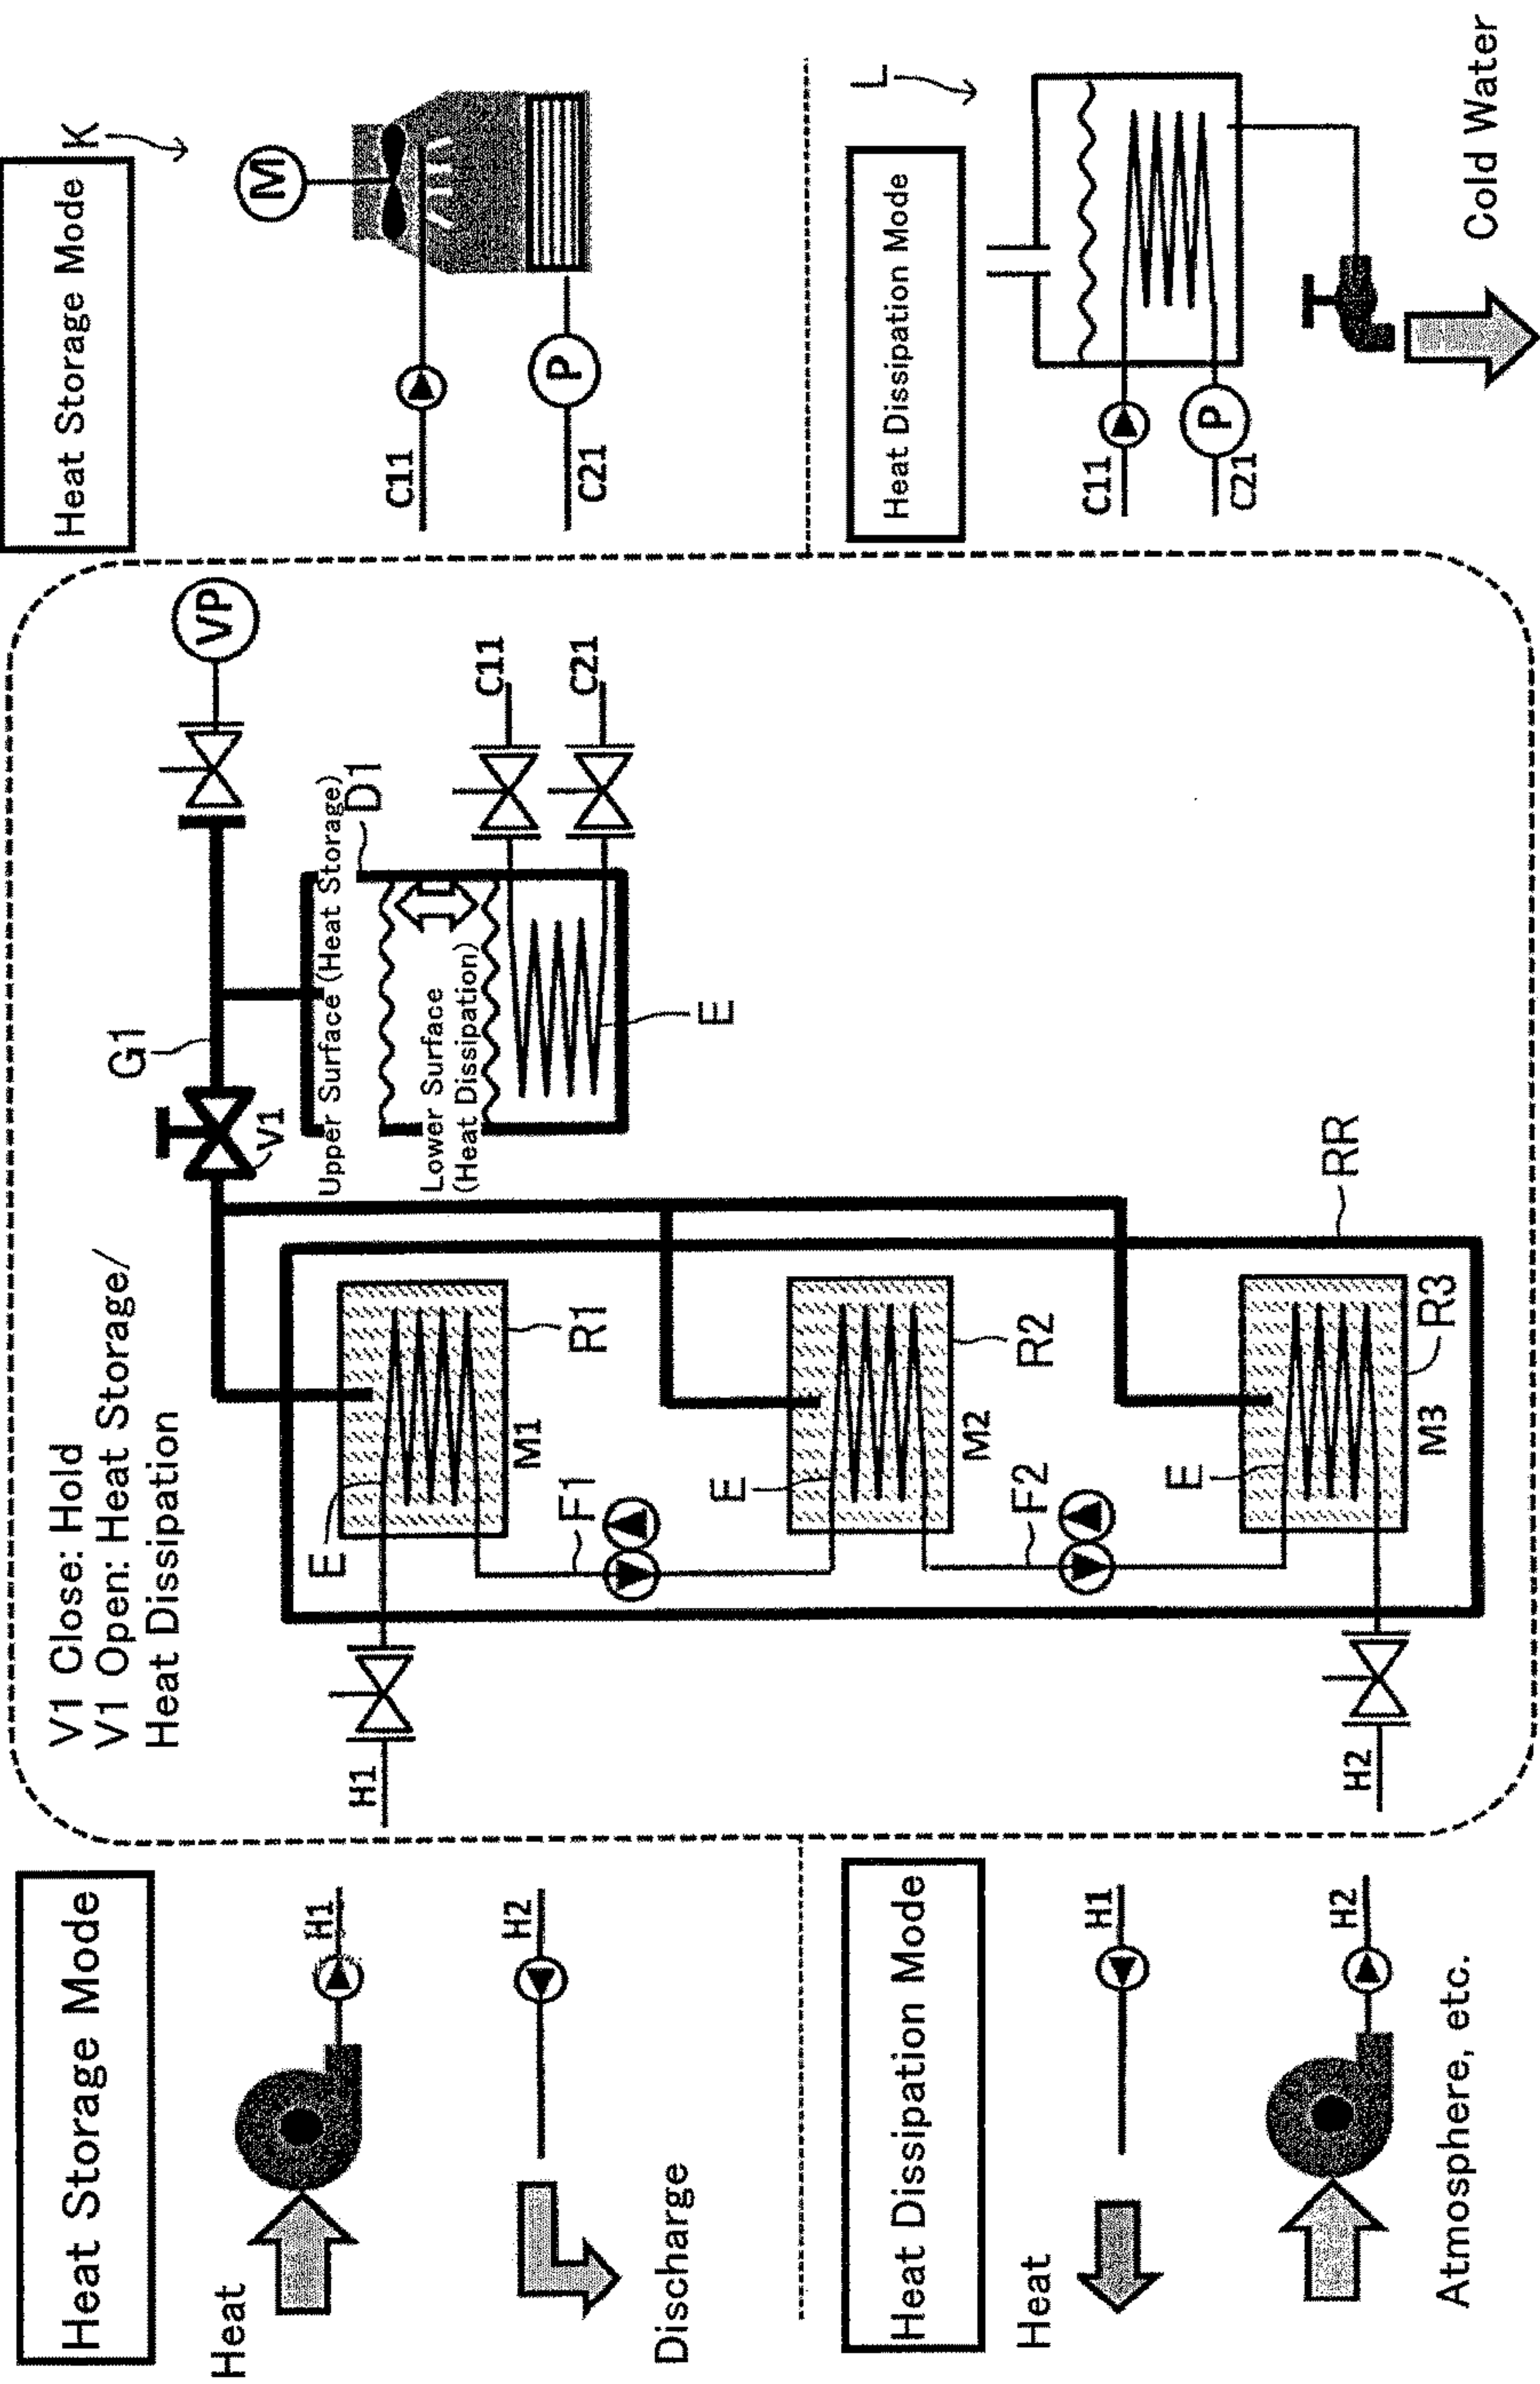 Heat Storage Mode
Heat
H1
H2
Discharge
Heat Dissipation Mode
Heat
H1
H2
Atmosphere, etc.
V1 Close: Hold
V1 Open: Heat Storage/
Heat Dissipation
G1
VP
V1
Upper Surface (Heat Storage)
D1
Lower Surface
(Heat Dissipation)
C11
C21
E
H1
E
R1
M1
F1
E
R2
M2
F2
E
R3
M3
RR
H2
Heat Storage Mode
K
M
C11
P
C21
Heat Dissipation Mode
L
C11
P
C21
Cold Water